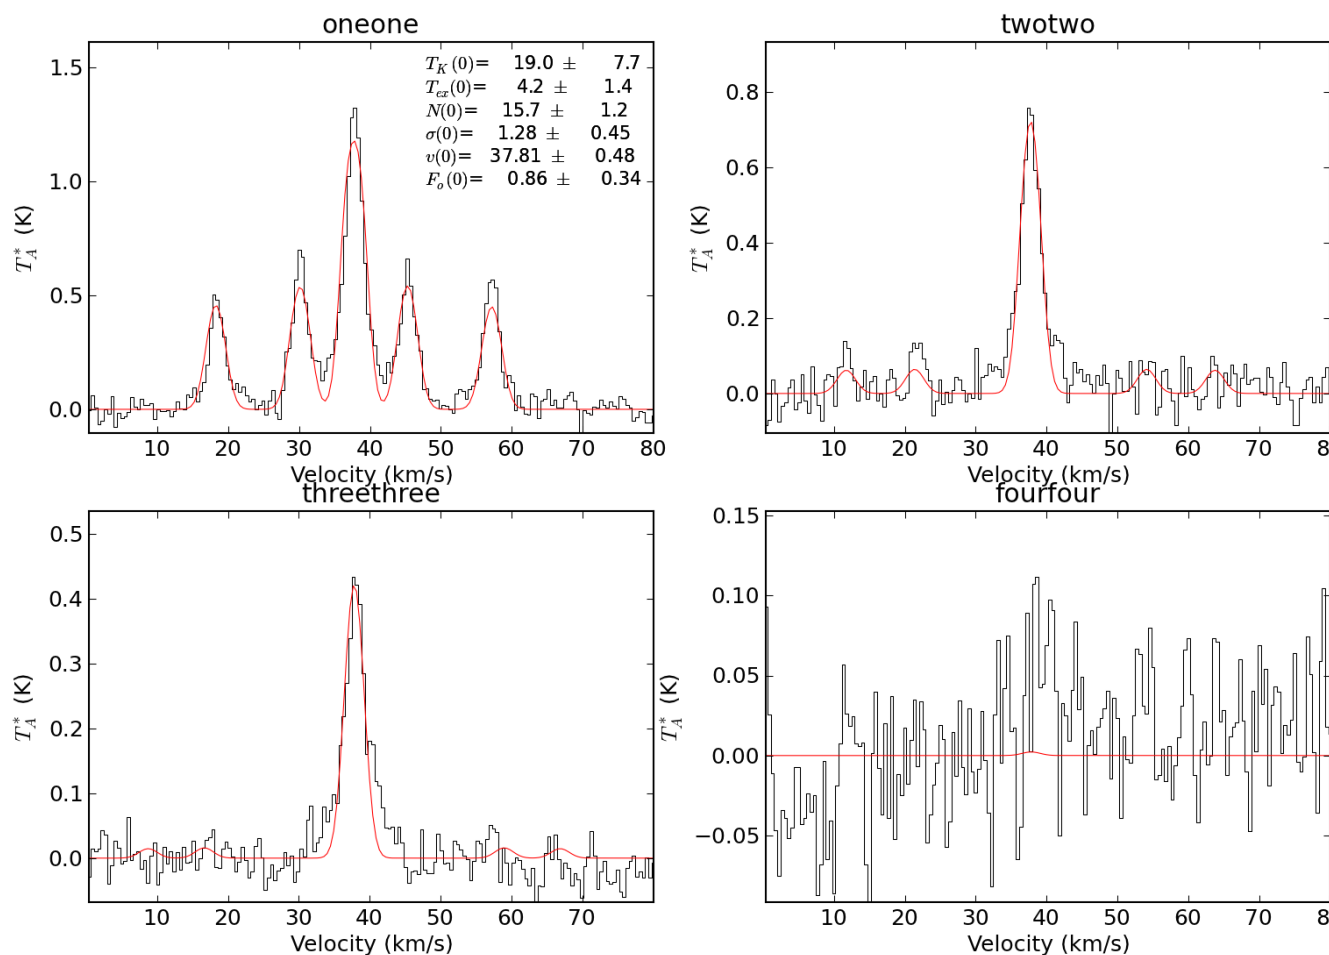 oneone
1.5
1.0
0.5
0.0
T_A^* (K)
T_K(0)= 19.0 ± 7.7
T_ex(0)= 4.2 ± 1.4
N(0)= 15.7 ± 1.2
σ(0)= 1.28 ± 0.45
v(0)= 37.81 ± 0.48
F_o(0)= 0.86 ± 0.34
10 20 30 40 50 60 70 80
Velocity (km/s)
twotwo
0.8
0.6
0.4
0.2
0.0
T_A^* (K)
10 20 30 40 50 60 70 8
Velocity (km/s)
threethree
0.5
0.4
0.3
0.2
0.1
0.0
T_A^* (K)
10 20 30 40 50 60 70
Velocity (km/s)
fourfour
0.15
0.10
0.05
0.00
−0.05
T_A^* (K)
10 20 30 40 50 60 70 8
Velocity (km/s)